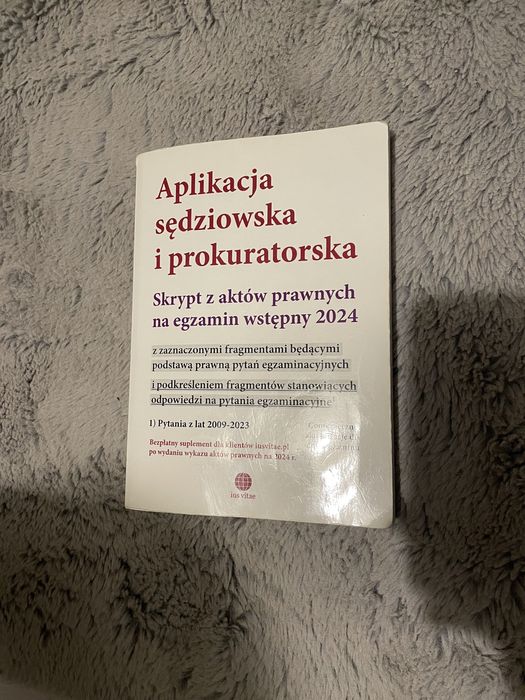 Aplikacja
sędziowska
i prokuratorska
Skrypt z aktów prawnych
na egzamin wstępny 2024
z zaznaczonymi fragmentami będącymi
podstawą prawną pytań egzaminacyjnych
i podkreśleniem fragmentów stanowiących
odpowiedzi na pytania egzaminacyjne¹
1) Pytania z lat 2009-2023
Bezpłatny suplement dla klientów iusvitae.pl
po wydaniu wykazu aktów prawnych na 2024 r.
ius vitae